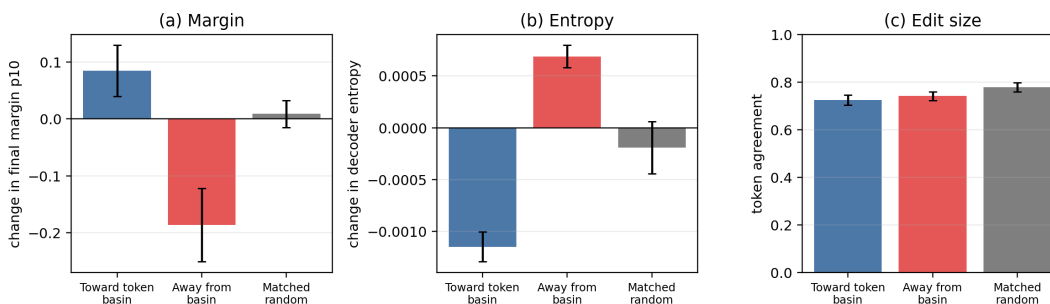 (a) Margin
change in final margin p10
0.1
0.0
−0.1
−0.2
Toward token
basin
Away from
basin
Matched
random
(b) Entropy
change in decoder entropy
0.0005
0.0000
−0.0005
−0.0010
Toward token
basin
Away from
basin
Matched
random
(c) Edit size
token agreement
1.0
0.8
0.6
0.4
0.2
0.0
Toward token
basin
Away from
basin
Matched
random